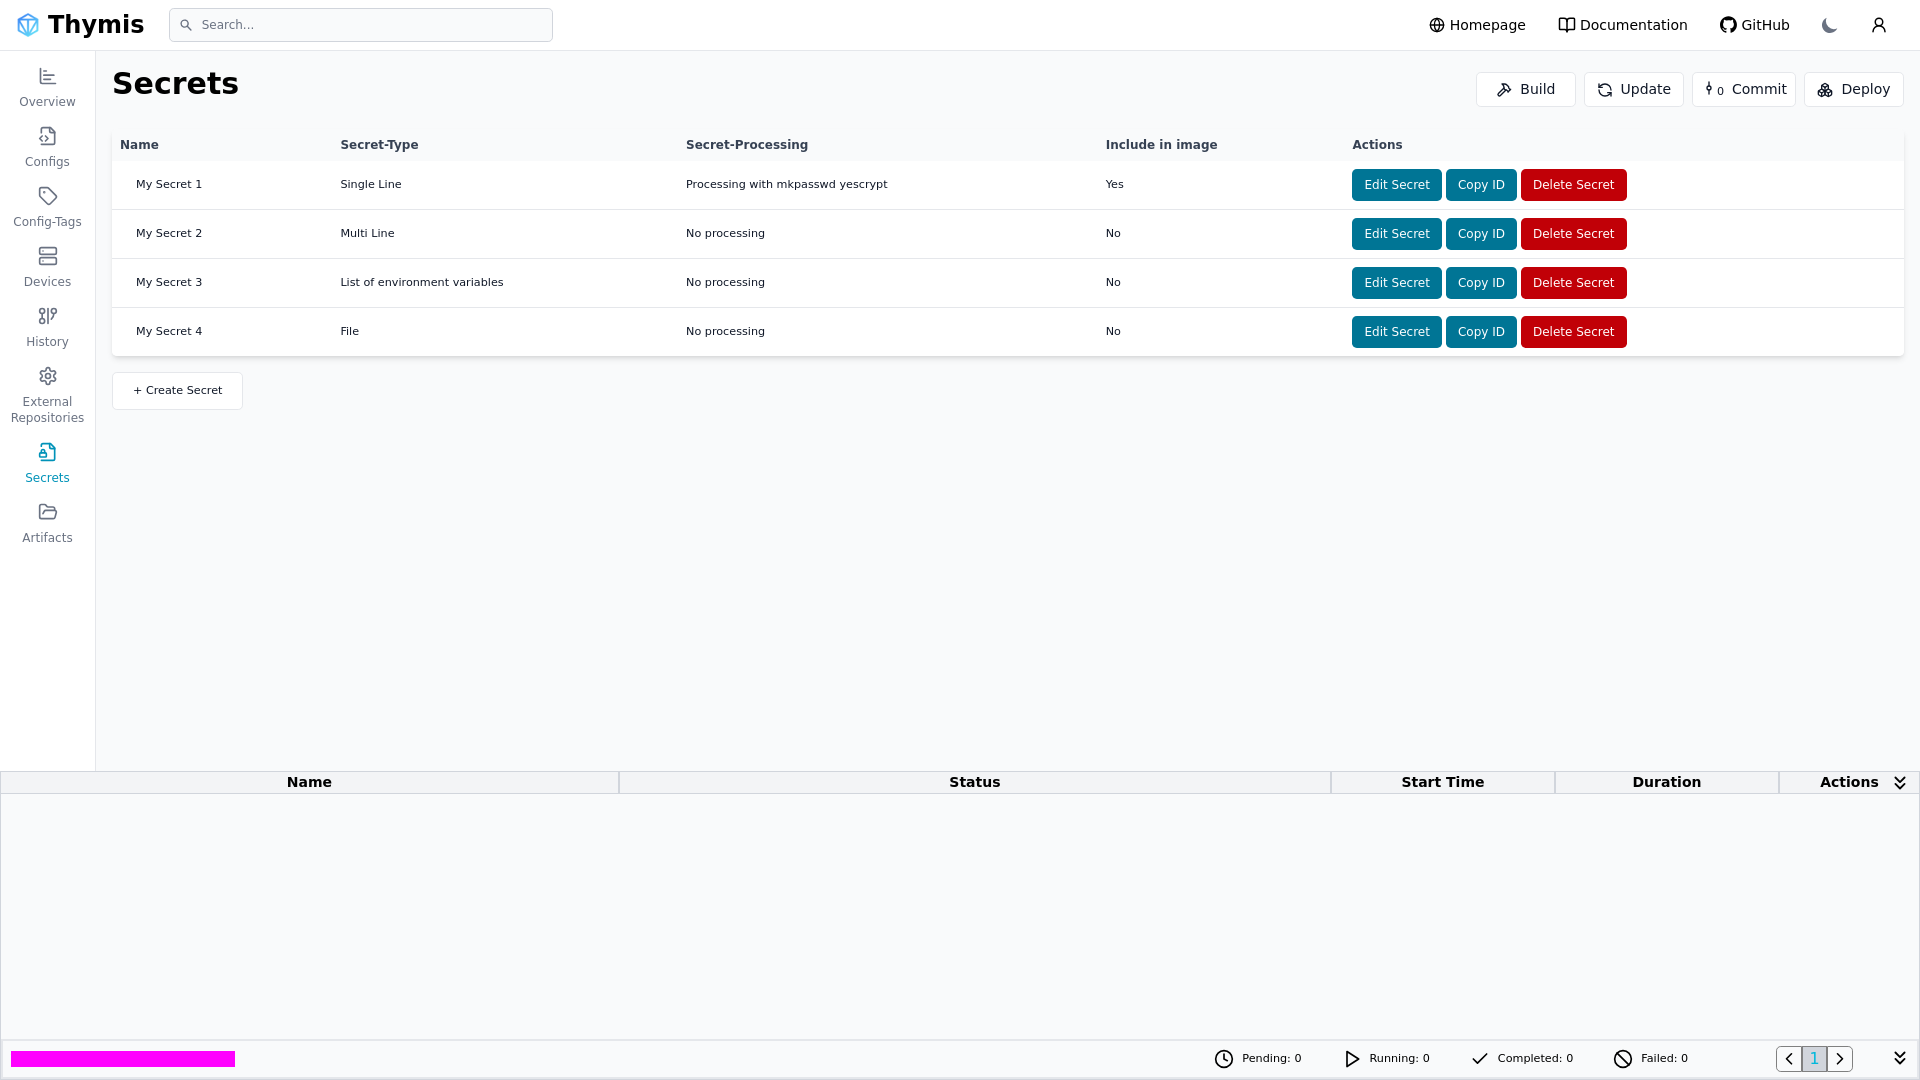 Thymis
Search...
Homepage
Documentation
GitHub
Overview
Configs
Config-Tags
Devices
History
External
Repositories
Secrets
Artifacts
Secrets
Build
Update
0 Commit
Deploy
Name Secret-Type Secret-Processing Include in image Actions
My Secret 1 Single Line Processing with mkpasswd yescrypt Yes Edit Secret Copy ID Delete Secret
My Secret 2 Multi Line No processing No Edit Secret Copy ID Delete Secret
My Secret 3 List of environment variables No processing No Edit Secret Copy ID Delete Secret
My Secret 4 File No processing No Edit Secret Copy ID Delete Secret
+ Create Secret
Name Status Start Time Duration Actions
Pending: 0 Running: 0 Completed: 0 Failed: 0 1